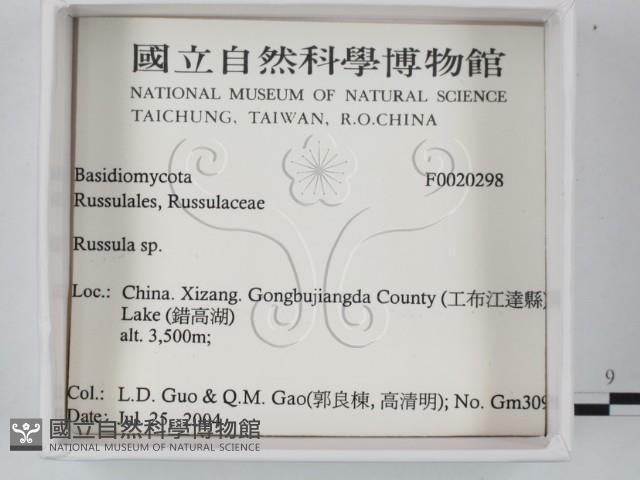 國立自然科學博物館
NATIONAL MUSEUM OF NATURAL SCIENCE
TAICHUNG, TAIWAN, R.O.CHINA
Basidiomycota F0020298
Russulales, Russulaceae
Russula sp.
Loc.: China. Xizang. Gongbujiangda County (工布江達縣)
Lake (錯高湖)
alt. 3,500m;
Col.: L.D. Guo & Q.M. Gao(郭良棟, 高清明); No. Gm309
Date: Jul 25, 2004
國立自然科學博物館
NATIONAL MUSEUM OF NATURAL SCIENCE
9